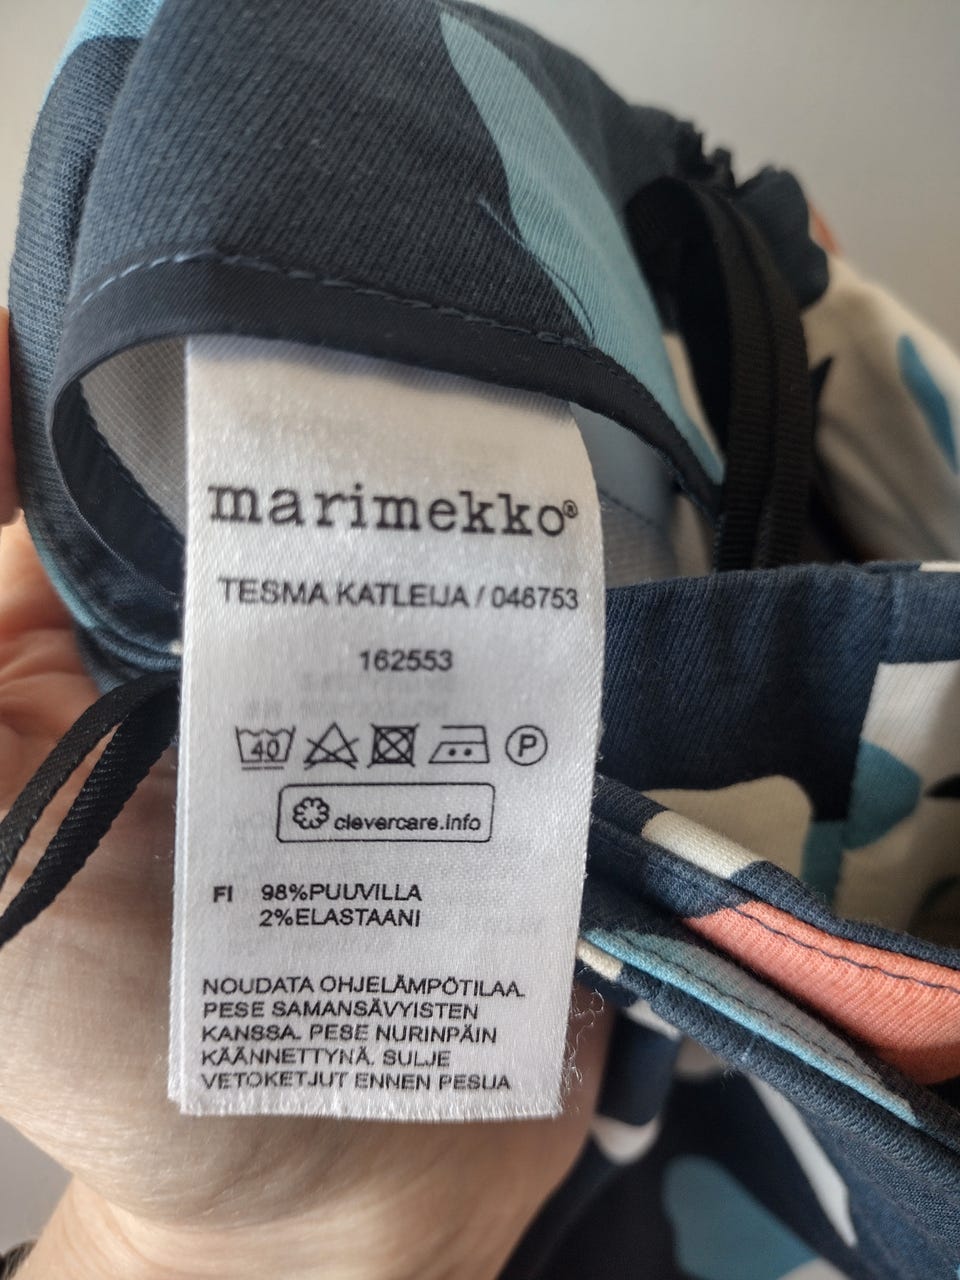 marimekko®
TESMA KATLEIJA / 046753
162553
40 P
clevercare.info
FI 98%PUUVILLA
2%ELASTAANI
NOUDATA OHJELÄMPÖTILAA.
PESE SAMANSÄVYISTEN
KANSSA. PESE NURINPÄIN
KÄÄNNETTYNÄ. SULJE
VETOKETJUT ENNEN PESUA